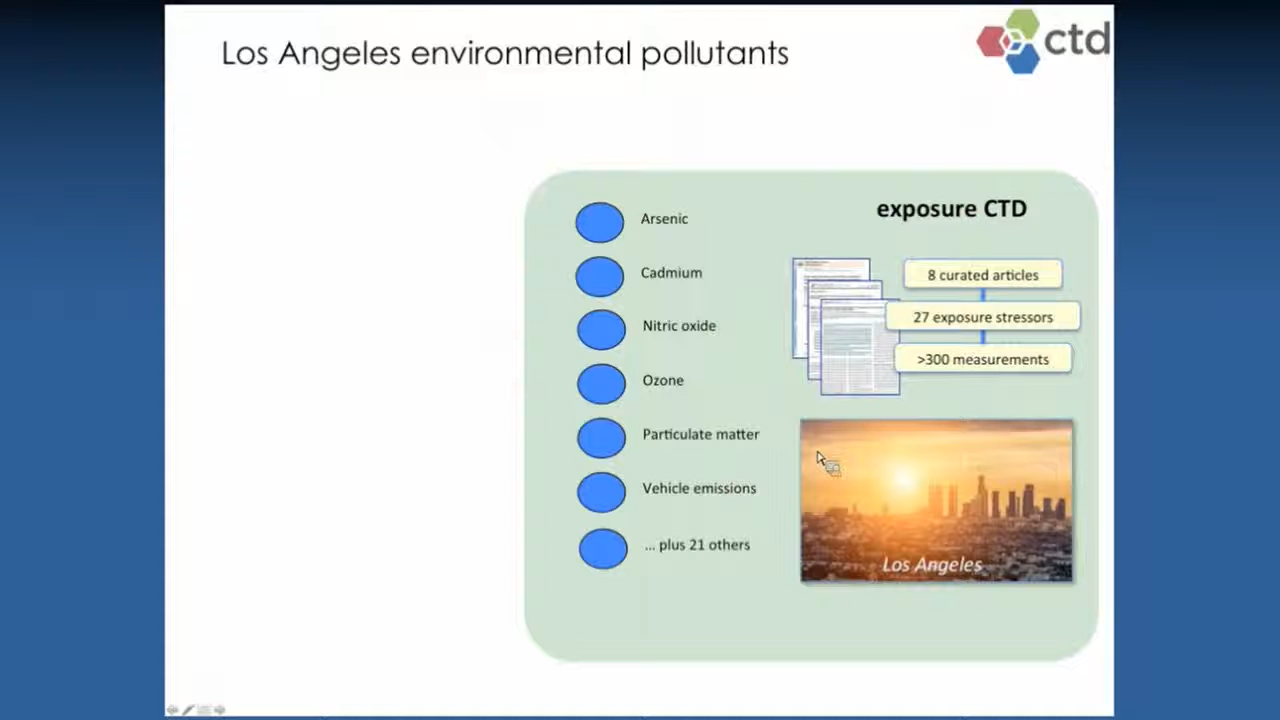 Los Angeles environmental pollutants
ctd
exposure CTD
Arsenic
Cadmium
Nitric oxide
Ozone
Particulate matter
Vehicle emissions
... plus 21 others
8 curated articles
27 exposure stressors
>300 measurements
Los Angeles